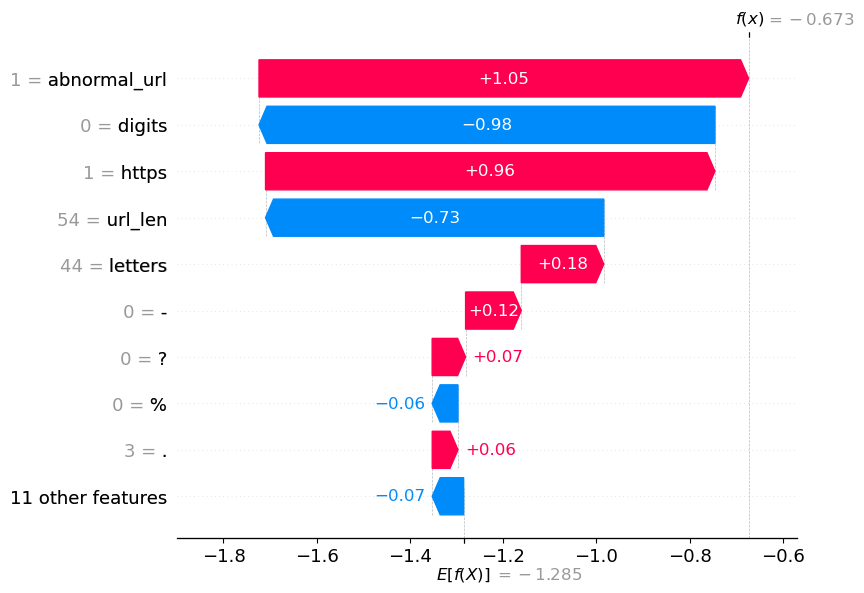 f(x) = −0.673
1 = abnormal_url
+1.05
0 = digits
−0.98
1 = https
+0.96
54 = url_len
−0.73
44 = letters
+0.18
0 = -
+0.12
0 = ?
+0.07
0 = %
−0.06
3 = .
+0.06
11 other features
−0.07
−1.8 −1.6 −1.4 −1.2 −1.0 −0.8 −0.6
E[f(X)] = −1.285